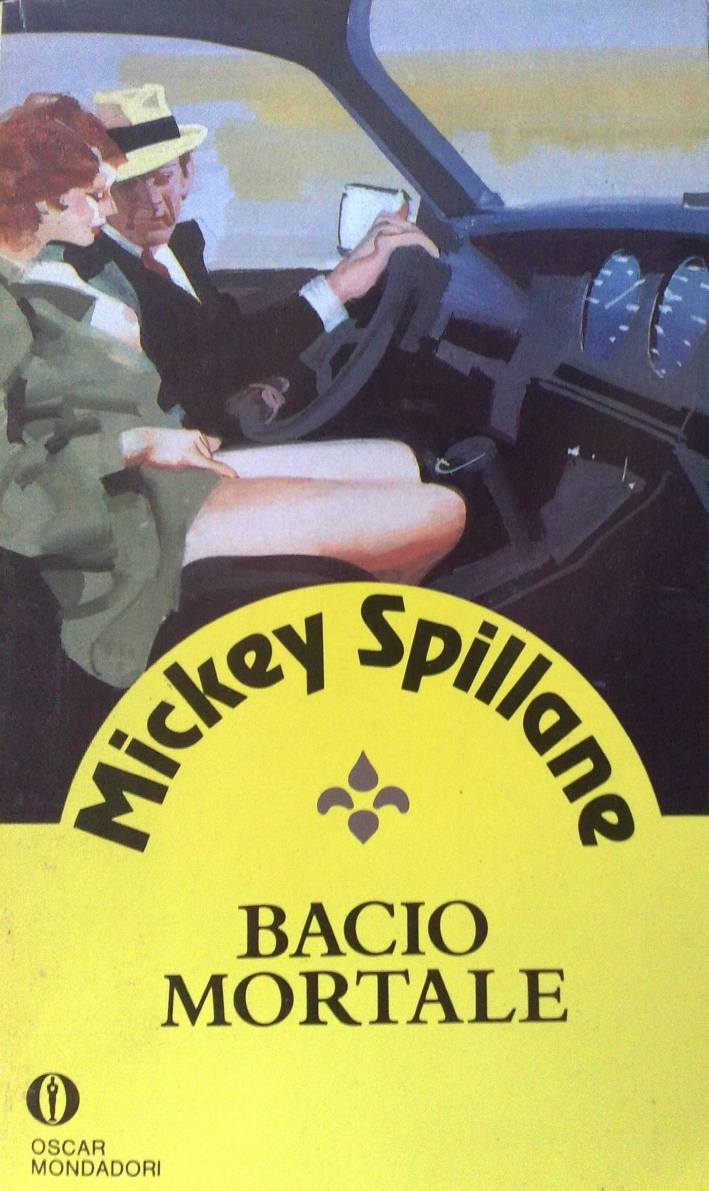 Mickey Spillane
BACIO
MORTALE
OSCAR
MONDADORI